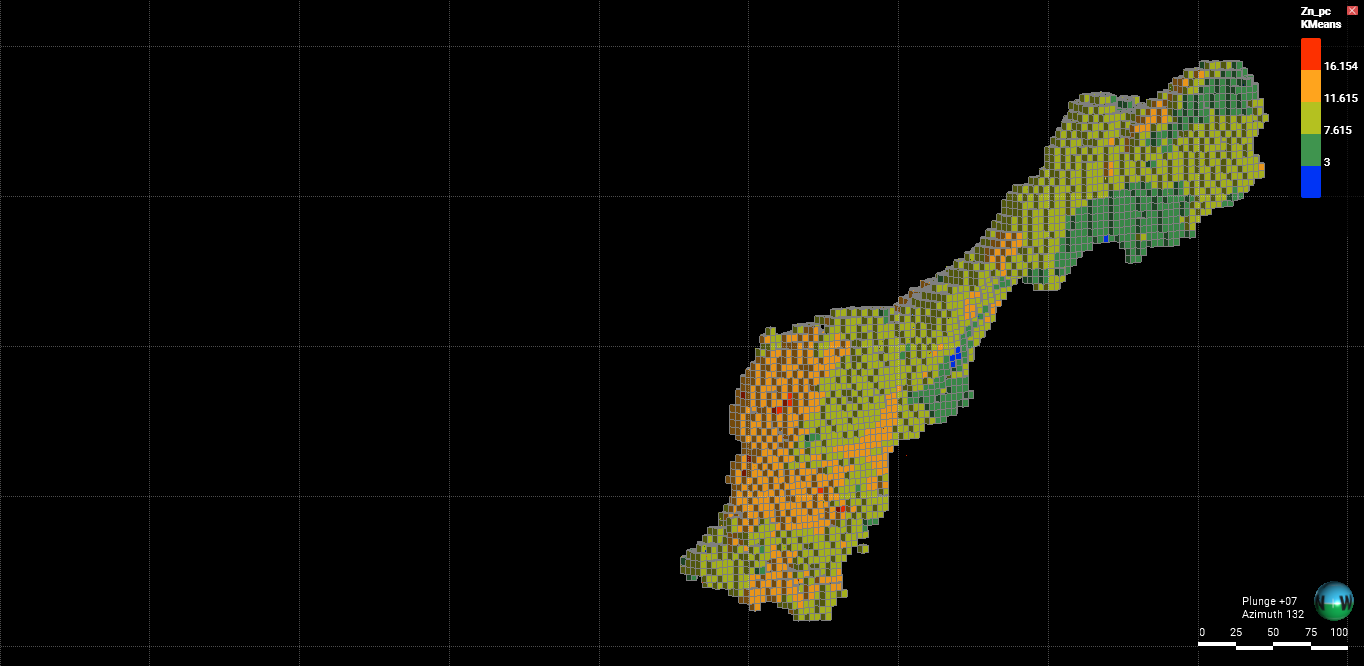 Zn_pc
KMeans
16.154
11.615
7.615
3
Plunge +07
Azimuth 132
0 25 50 75 100